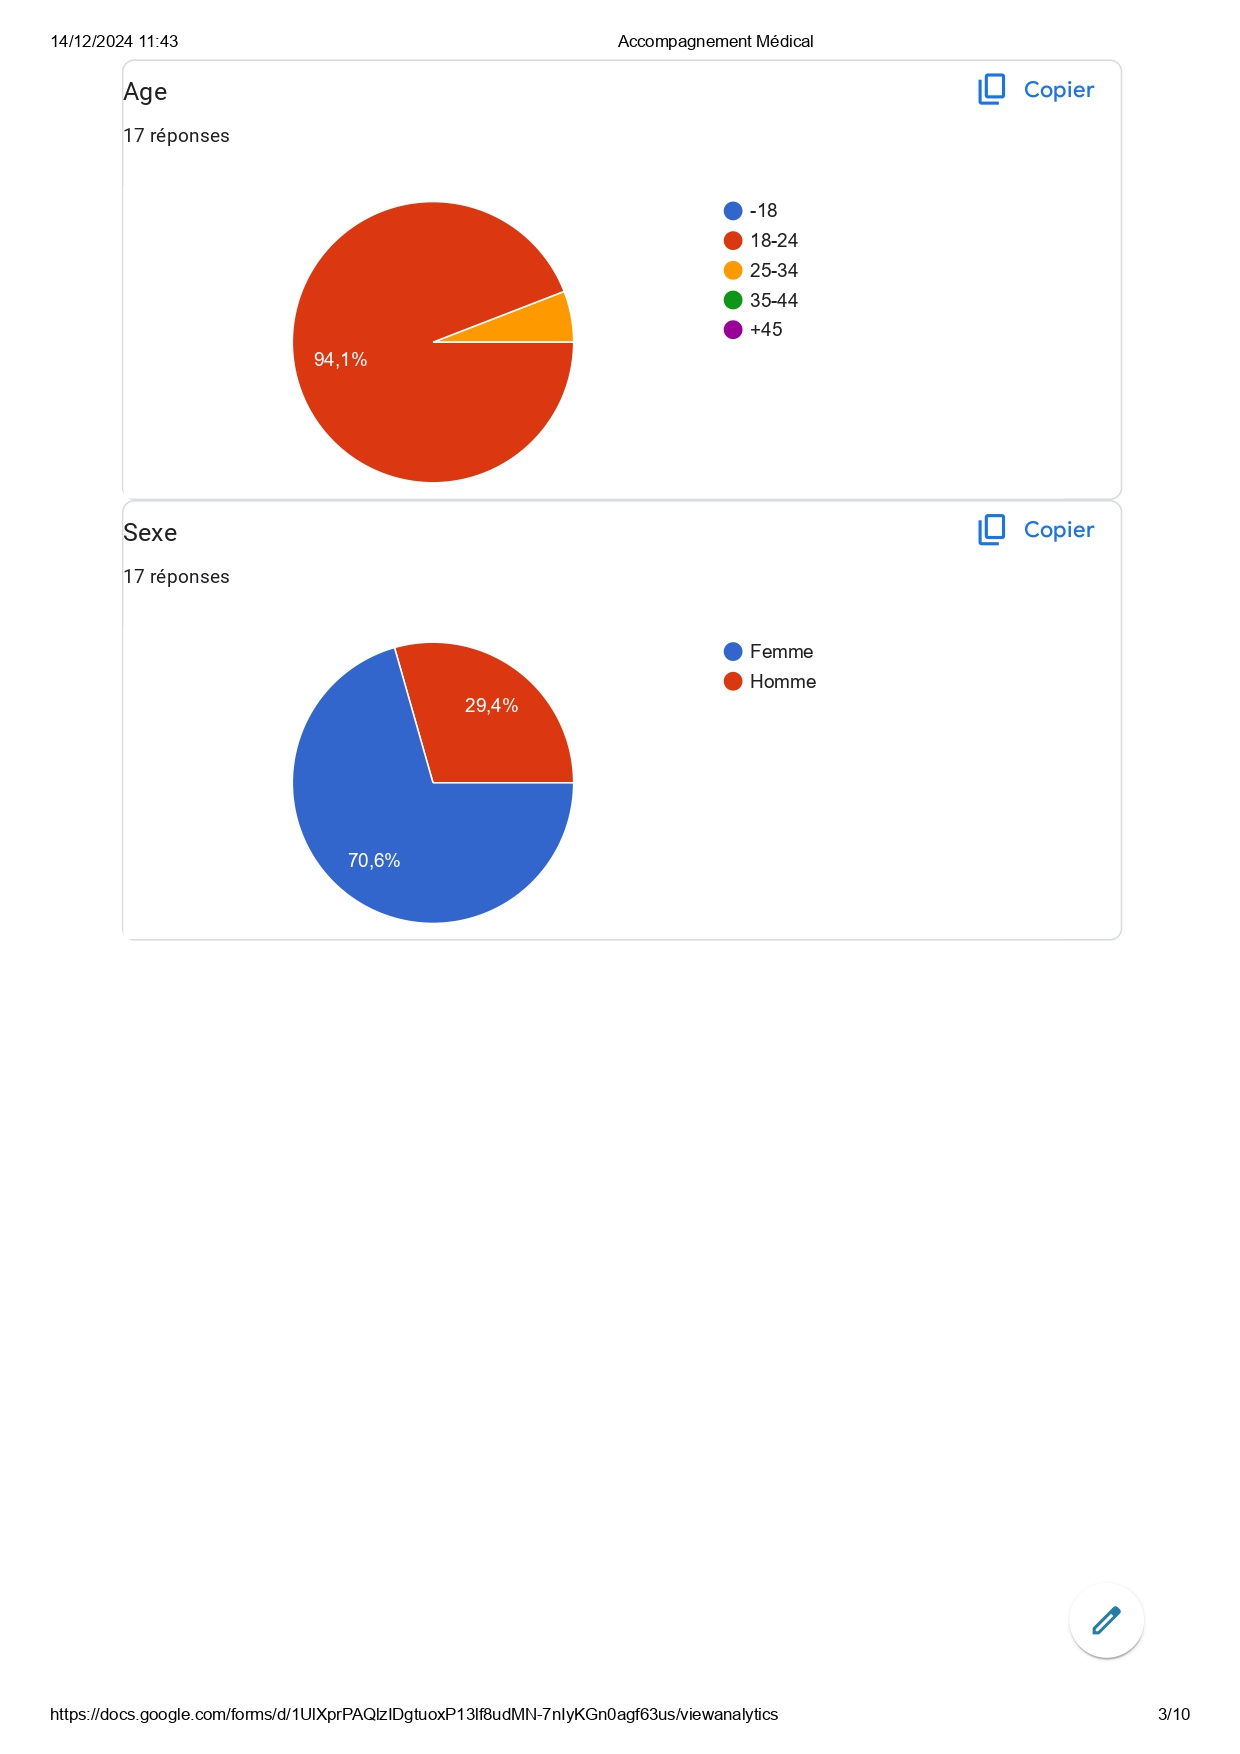 14/12/2024 11:43
Accompagnement Médical
Age
Copier
17 réponses
-18
18-24
25-34
35-44
+45
94,1%
Sexe
Copier
17 réponses
Femme
Homme
29,4%
70,6%
https://docs.google.com/forms/d/1UlXprPAQlzIDgtuoxP13lf8udMN-7nIyKGn0agf63us/viewanalytics
3/10